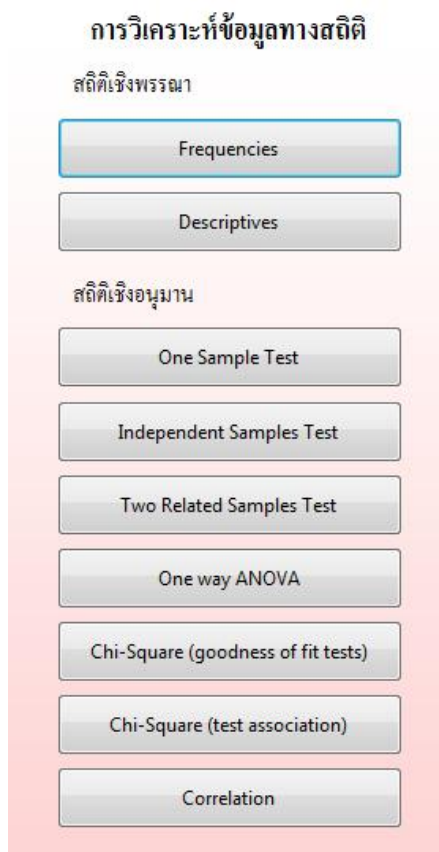 การวิเคราะห์ข้อมูลทางสถิติ
สถิติเชิงพรรณา
Frequencies
Descriptives
สถิติเชิงอนุมาน
One Sample Test
Independent Samples Test
Two Related Samples Test
One way ANOVA
Chi-Square (goodness of fit tests)
Chi-Square (test association)
Correlation